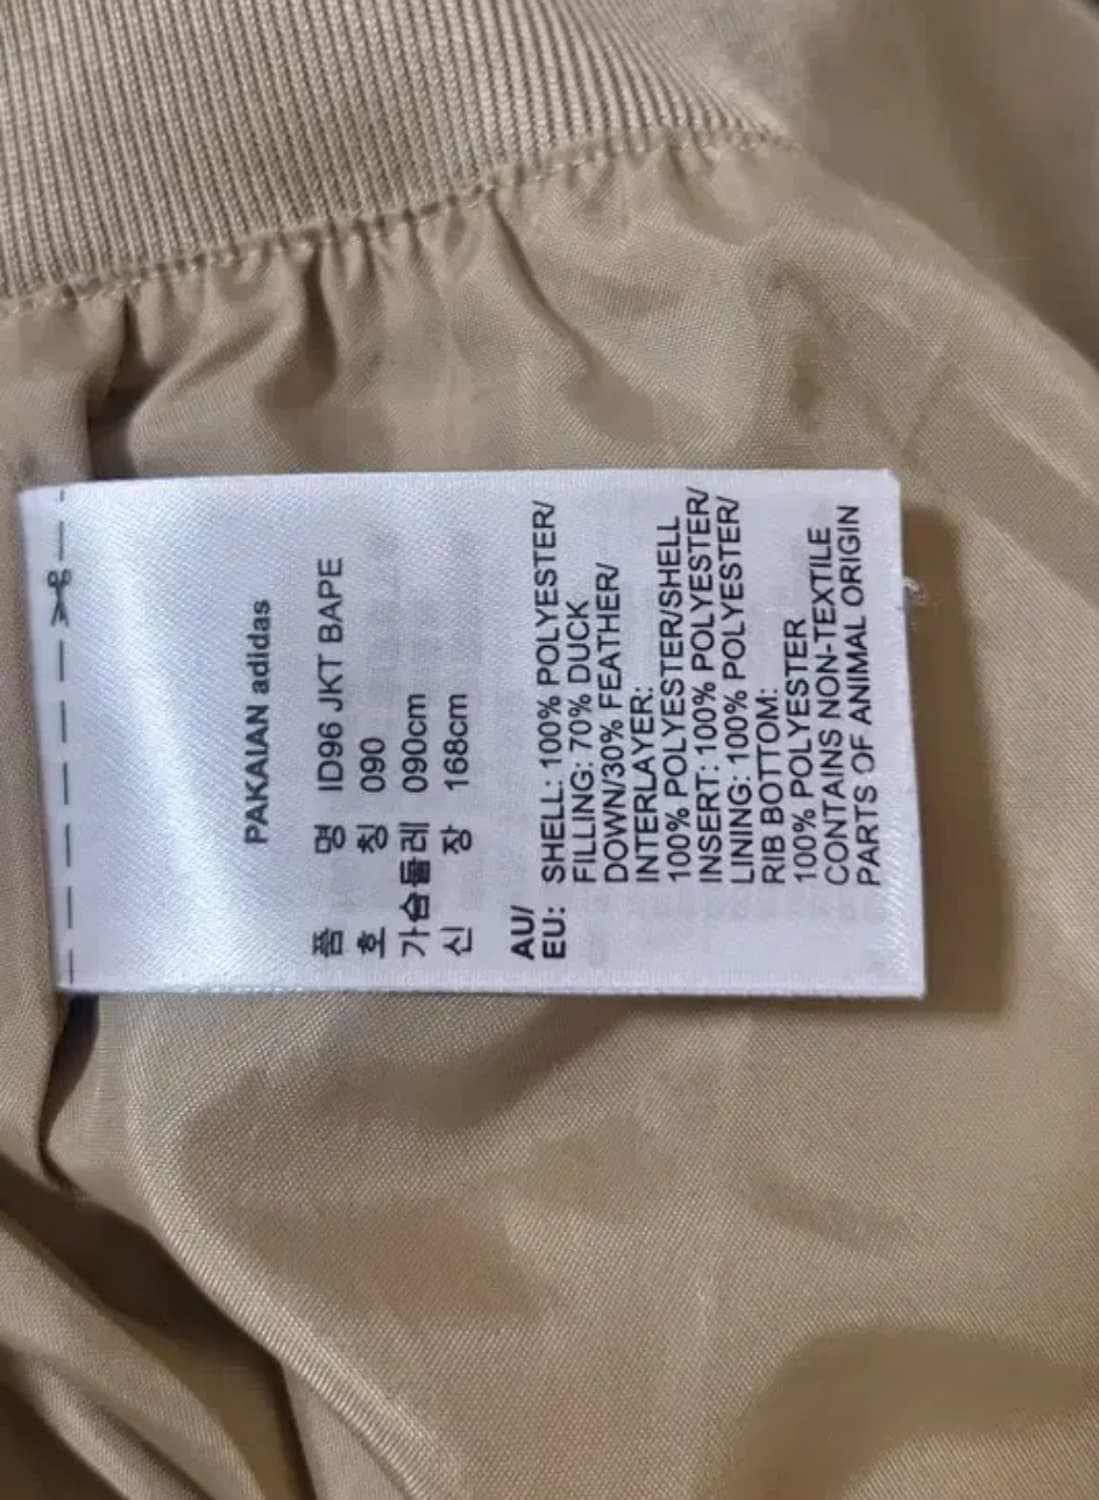 PAKAIAN adidas
품 명 ID96 JKT BAPE
호 칭 090
가슴둘레 090cm
신 장 168cm
AU/
EU: SHELL: 100% POLYESTER/
FILLING: 70% DUCK
DOWN/30% FEATHER/
INTERLAYER:
100% POLYESTER/SHELL
INSERT: 100% POLYESTER/
LINING: 100% POLYESTER/
RIB BOTTOM:
100% POLYESTER
CONTAINS NON-TEXTILE
PARTS OF ANIMAL ORIGIN